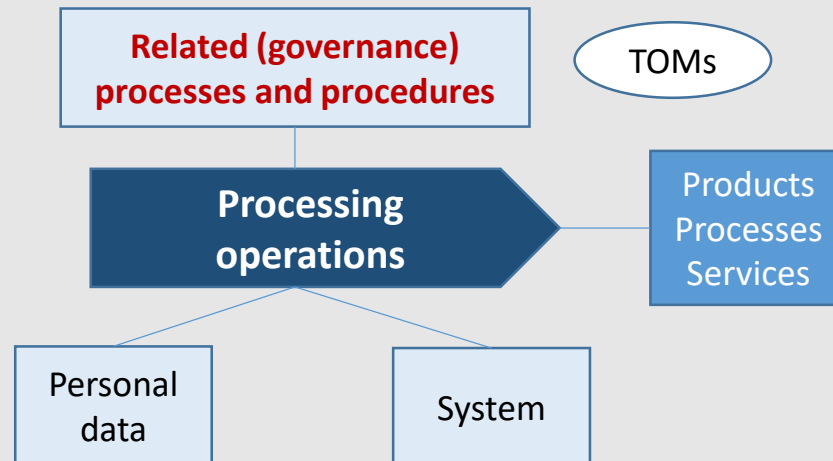 Related (governance)
processes and procedures
TOMs
Processing
operations
Products
Processes
Services
Personal
data
System